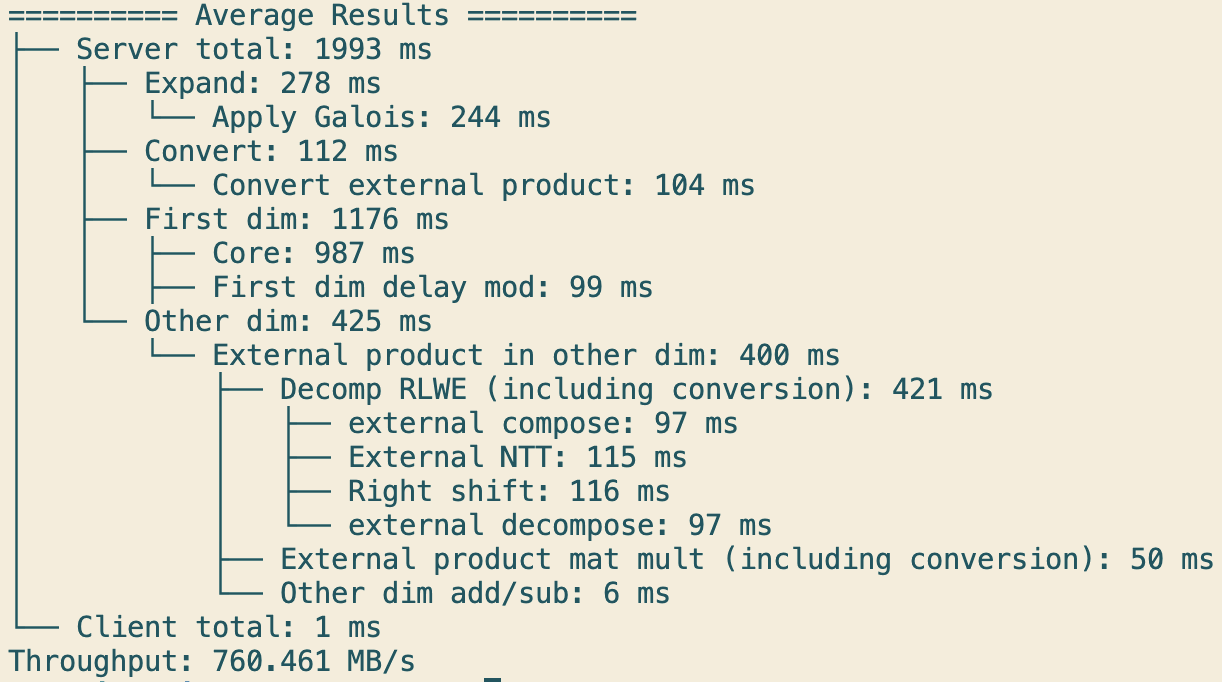 ========== Average Results ==========
├── Server total: 1993 ms
│   ├── Expand: 278 ms
│   │   └── Apply Galois: 244 ms
│   ├── Convert: 112 ms
│   │   └── Convert external product: 104 ms
│   ├── First dim: 1176 ms
│   │   ├── Core: 987 ms
│   │   ├── First dim delay mod: 99 ms
│   └── Other dim: 425 ms
│       └── External product in other dim: 400 ms
│           ├── Decomp RLWE (including conversion): 421 ms
│           │   ├── external compose: 97 ms
│           │   ├── External NTT: 115 ms
│           │   ├── Right shift: 116 ms
│           │   └── external decompose: 97 ms
│           ├── External product mat mult (including conversion): 50 ms
│           └── Other dim add/sub: 6 ms
└── Client total: 1 ms
Throughput: 760.461 MB/s